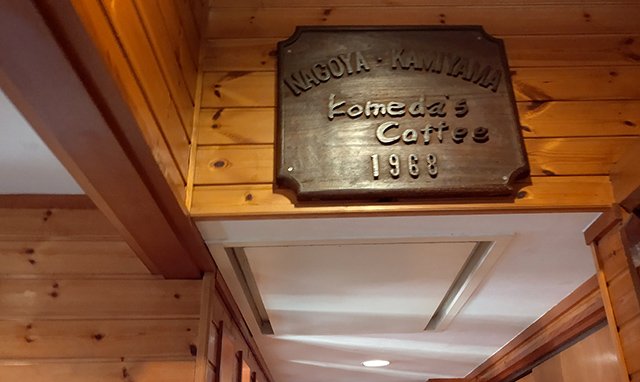 NAGOYA - KAMIYAMA
Komeda's
Coffee
1968